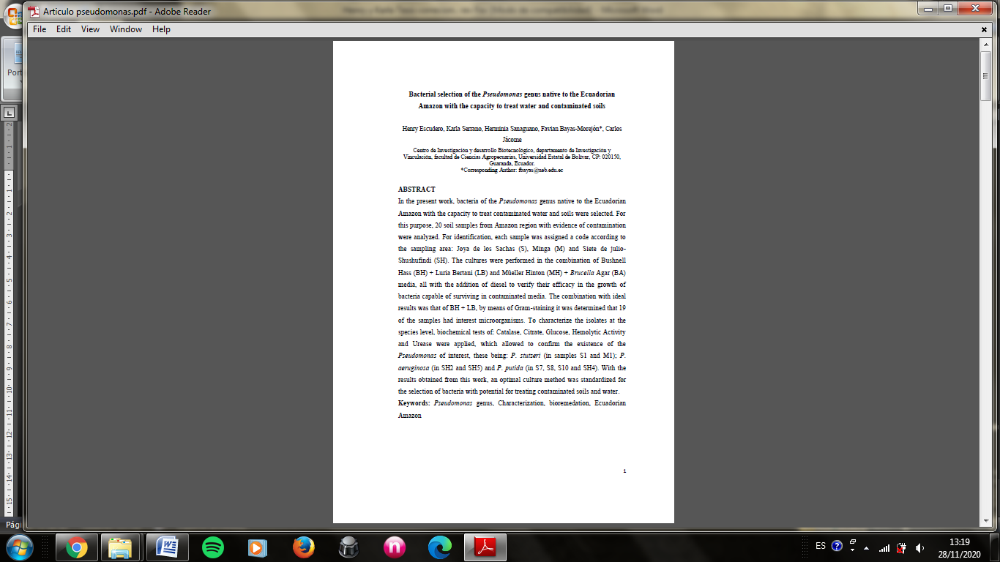 Articulo pseudomonas.pdf - Adobe Reader
File Edit View Window Help
Bacterial selection of the Pseudomonas genus native to the Ecuadorian
Amazon with the capacity to treat water and contaminated soils
Henry Escudero, Karla Serrano, Herminia Sanaguano, Favian Bayas-Morejón*, Carlos
Jácome
Centro de Investigación y desarrollo Biotecnológico, departamento de Investigación y
Vinculación, facultad de Ciencias Agropecuarias, Universidad Estatal de Bolívar, CP: 020150,
Guaranda, Ecuador.
*Corresponding Author: fbayas@ueb.edu.ec
ABSTRACT
In the present work, bacteria of the Pseudomonas genus native to the Ecuadorian
Amazon with the capacity to treat contaminated water and soils were selected. For
this purpose, 20 soil samples from Amazon region with evidence of contamination
were analyzed. For identification, each sample was assigned a code according to
the sampling area: Joya de los Sachas (S), Minga (M) and Siete de julio-
Shushufindi (SH). The cultures were performed in the combination of Bushnell
Hass (BH) + Luria Bertani (LB) and Müeller Hinton (MH) + Brucella Agar (BA)
media, all with the addition of diesel to verify their efficacy in the growth of
bacteria capable of surviving in contaminated media. The combination with ideal
results was that of BH + LB, by means of Gram-staining it was determined that 19
of the samples had interest microorganisms. To characterize the isolates at the
species level, biochemical tests of: Catalase, Citrate, Glucose, Hemolytic Activity
and Urease were applied, which allowed to confirm the existence of the
Pseudomonas of interest, these being: P. stutzeri (in samples S1 and M1); P.
aeruginosa (in SH2 and SH5) and P. putida (in S7, S8, S10 and SH4). With the
results obtained from this work, an optimal culture method was standardized for
the selection of bacteria with potential for treating contaminated soils and water.
Keywords: Pseudomonas genus, Characterization, bioremedation, Ecuadorian
Amazon
1
Port
Pági
ES
13:19
28/11/2020